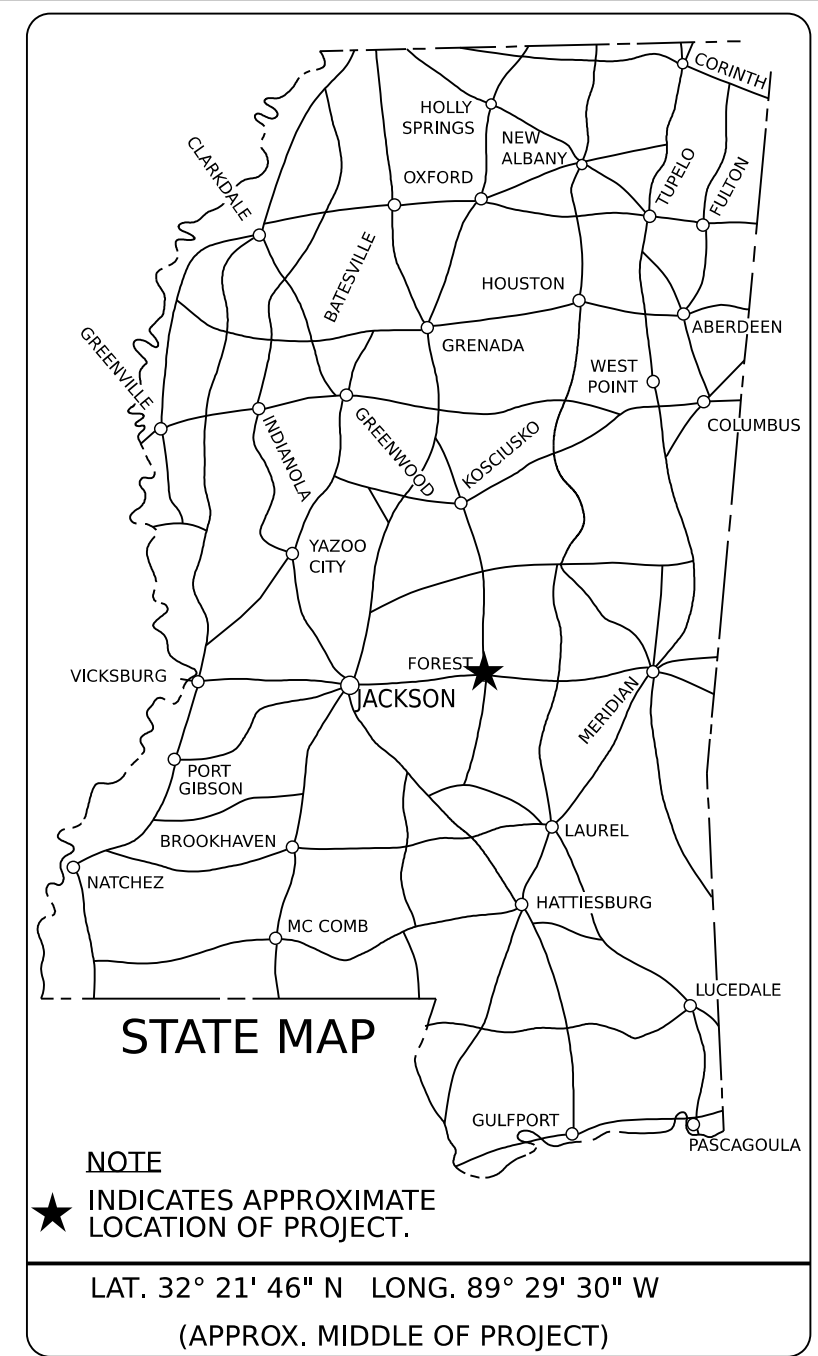 CORINTH
HOLLY
SPRINGS
NEW
ALBANY
CLARKDALE
OXFORD
TUPELO
FULTON
BATESVILLE
HOUSTON
ABERDEEN
GRENADA
GREENVILLE
WEST
POINT
COLUMBUS
INDIANOLA
GREENWOOD
KOSCIUSKO
YAZOO
CITY
FOREST
VICKSBURG
JACKSON
MERIDIAN
PORT
GIBSON
LAUREL
BROOKHAVEN
NATCHEZ
HATTIESBURG
MC COMB
LUCEDALE
STATE MAP
GULFPORT
PASCAGOULA
NOTE
INDICATES APPROXIMATE
LOCATION OF PROJECT.
LAT. 32° 21' 46" N LONG. 89° 29' 30" W
(APPROX. MIDDLE OF PROJECT)